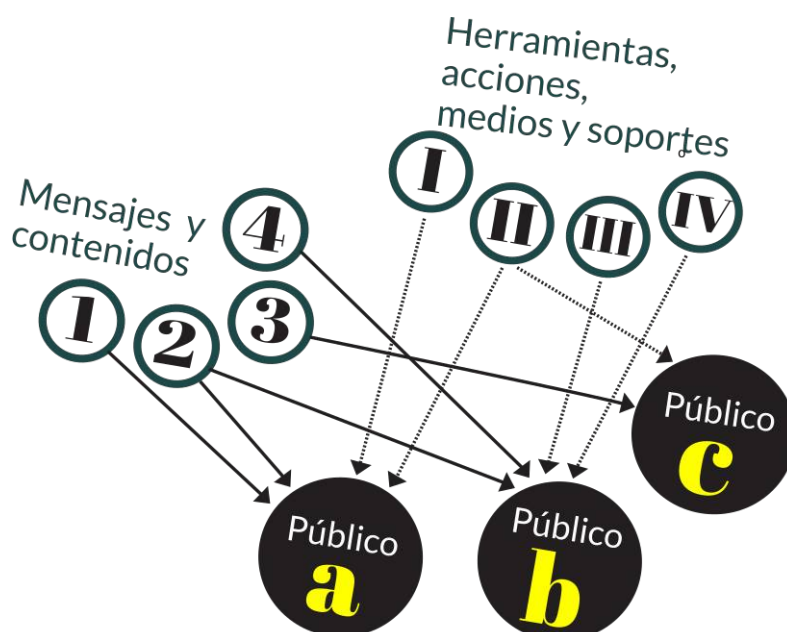 Herramientas,
acciones,
medios y soportes
I
II
III
IV
Mensajes y
contenidos
4
1
2
3
Público
c
Público
a
Público
b